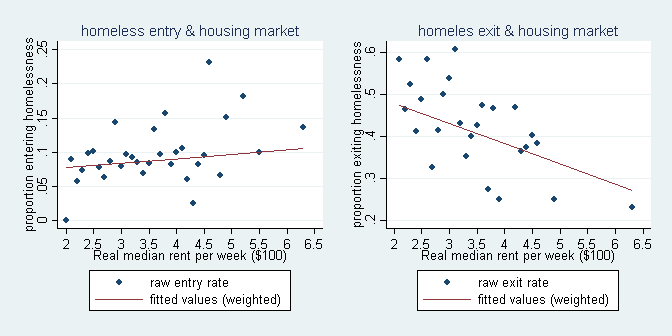 homeless entry & housing market
proportion entering homelessness
0 .05 .1 .15 .25
2 2.5 3 3.5 4 4.5 5 5.5 6 6.5
Real median rent per week ($100)
raw entry rate
fitted values (weighted)
homeles exit & housing market
proportion exiting homelessness
.2 .3 .4 .5 .6
2 2.5 3 3.5 4 4.5 5 5.5 6 6.5
Real median rent per week ($100)
raw exit rate
fitted values (weighted)